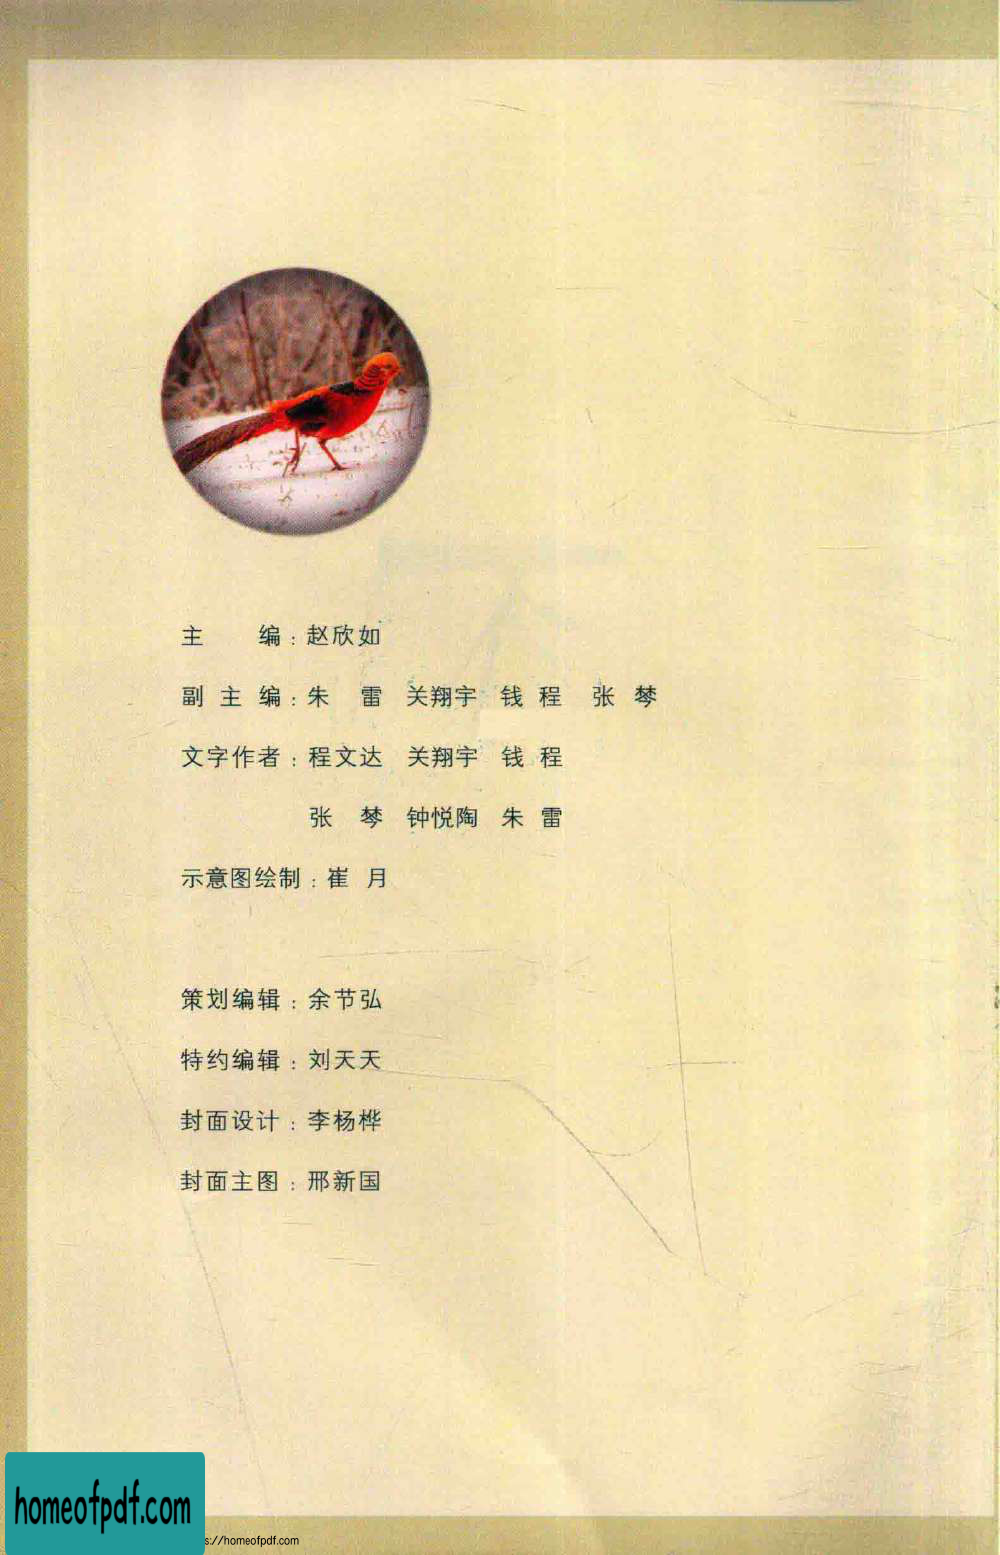 主 编：赵欣如
副 主 编：朱 雷 关翔宇 钱 程 张 棽
文字作者：程文达 关翔宇 钱 程
张 棽 钟悦陶 朱 雷
示意图绘制：崔 月
策划编辑：余节弘
特约编辑：刘天天
封面设计：李杨桦
封面主图：邢新国
homeofpdf.com
s://homeofpdf.com